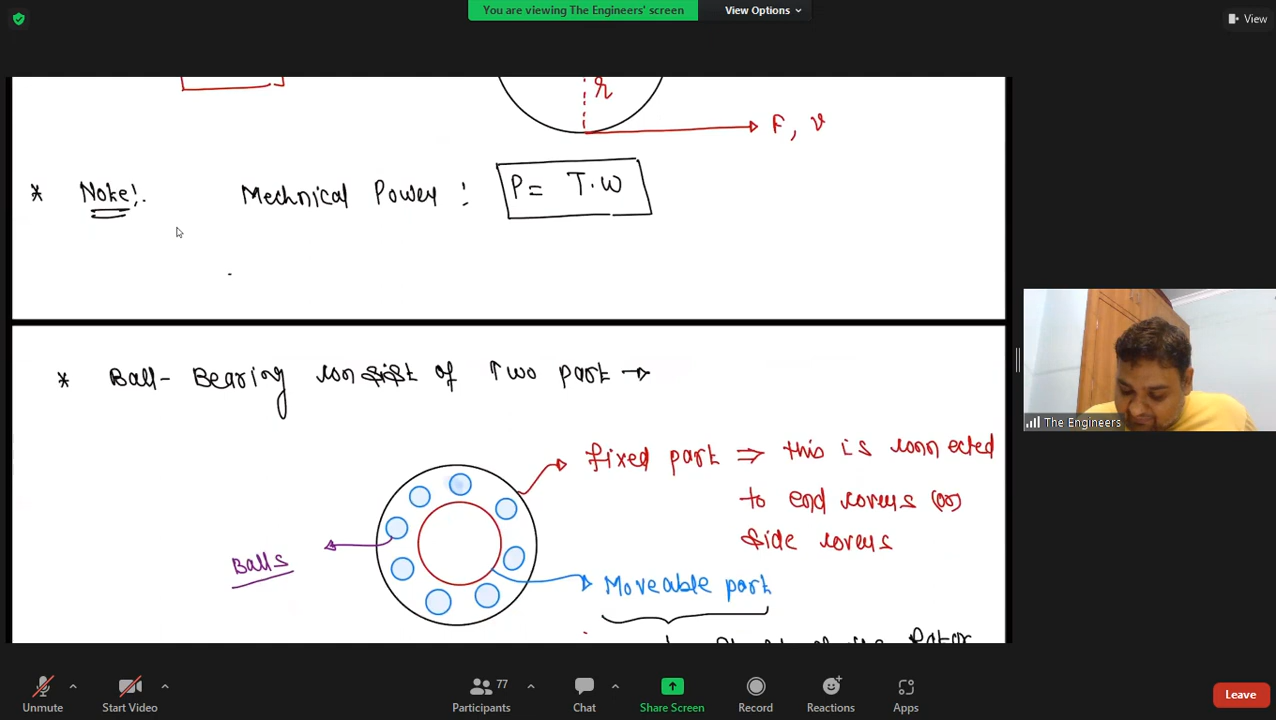 You are viewing The Engineers' screen
View Options
View
r
F, v
* Note:. Mechnical Power : P = T.ω
* Ball-Bearing consist of Two part →
fixed part ⇒ this is connected
to end covers (or)
side covers
Balls
Moveable part
Rotor
The Engineers
Unmute
Start Video
77
Participants
Chat
Share Screen
Record
Reactions
Apps
Leave